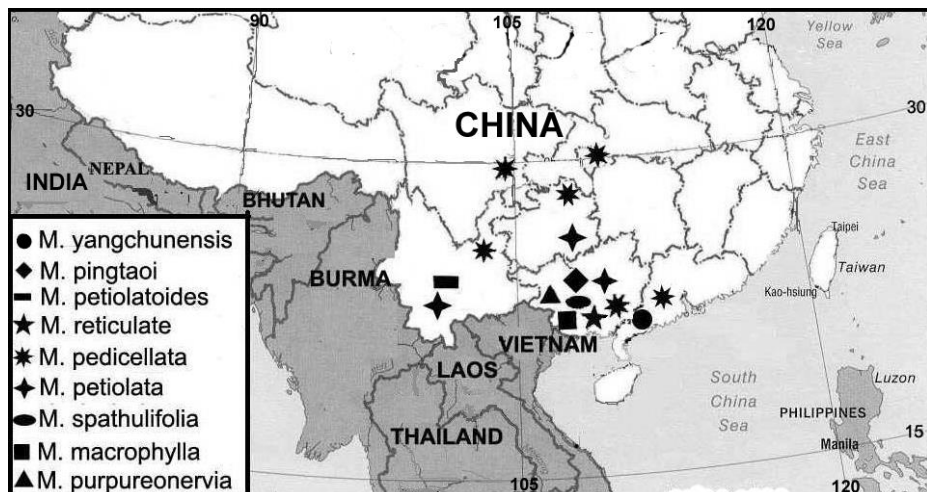 90
105
120
Yellow
Sea
30
CHINA
30
East
China
Sea
NEPAL
INDIA
BHUTAN
Taipei
BURMA
Taiwan
Kao-hsiung
VIETNAM
LAOS
South
China
Sea
Luzon
PHILIPPINES
THAILAND
Manila
15
105
120
M. yangchunensis
M. pingtaoi
M. petiolatoides
M. reticulate
M. pedicellata
M. petiolata
M. spathulifolia
M. macrophylla
M. purpureonervia